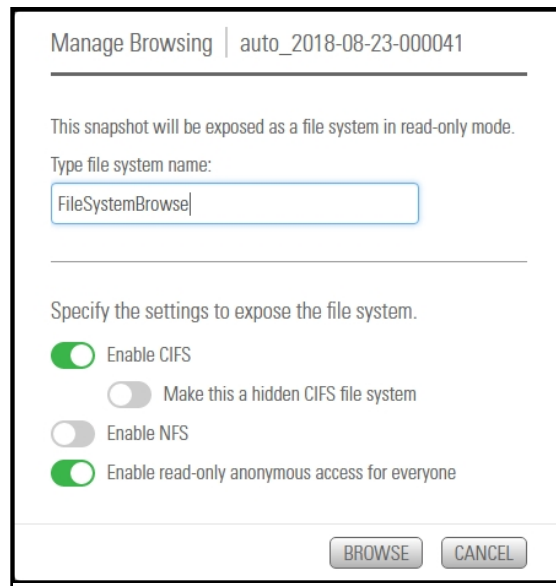 Manage Browsing | auto_2018-08-23-000041
This snapshot will be exposed as a file system in read-only mode.
Type file system name:
FileSystemBrowse
Specify the settings to expose the file system.
Enable CIFS
Make this a hidden CIFS file system
Enable NFS
Enable read-only anonymous access for everyone
BROWSE CANCEL